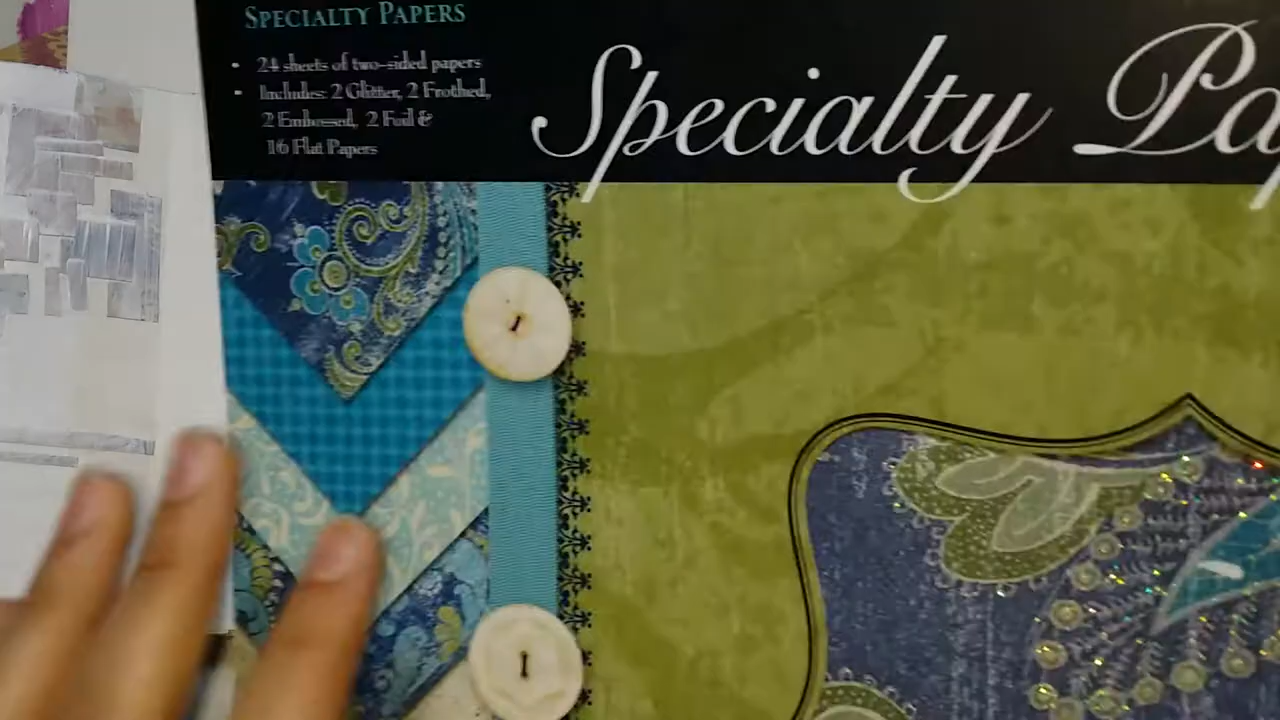 SPECIALTY PAPERS
• 24 sheets of two-sided papers
• Includes: 2 Glitter, 2 Frothed,
2 Embossed, 2 Foil &
16 Flat Papers
Specialty Pap